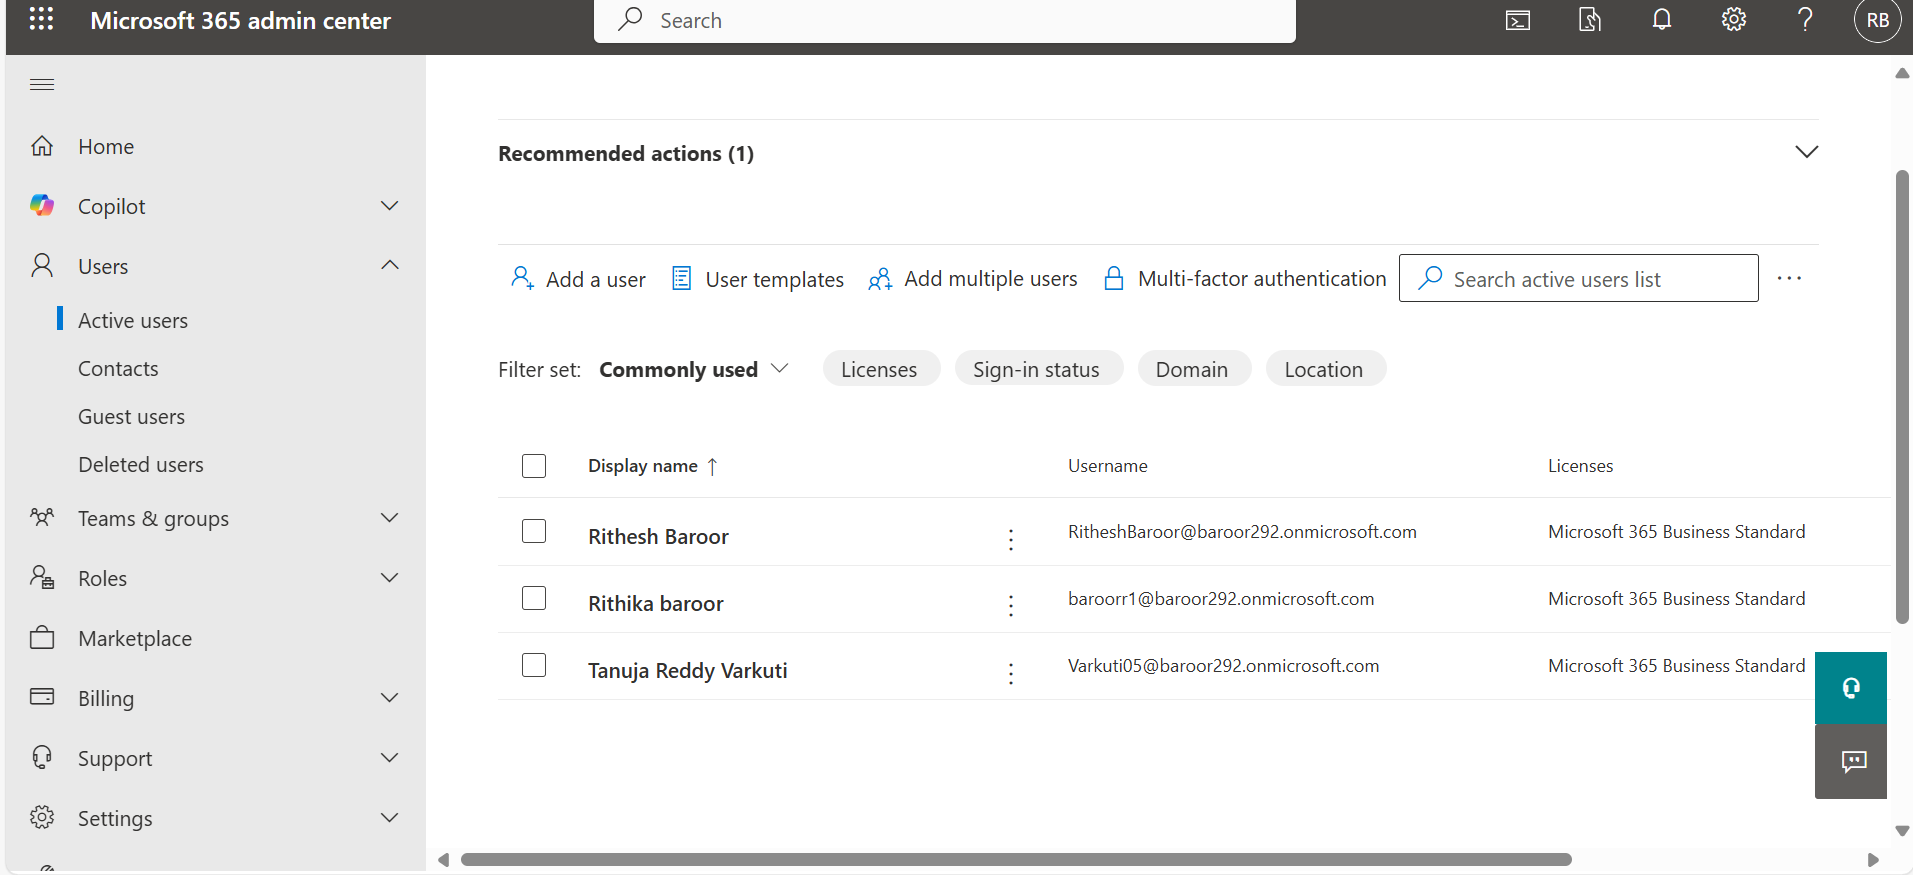 Microsoft 365 admin center
Search
RB
Home
Copilot
Users
Active users
Contacts
Guest users
Deleted users
Teams & groups
Roles
Marketplace
Billing
Support
Settings
Recommended actions (1)
Add a user
User templates
Add multiple users
Multi-factor authentication
Search active users list
Filter set: Commonly used
Licenses
Sign-in status
Domain
Location
Display name ↑ Username Licenses
Rithesh Baroor RitheshBaroor@baroor292.onmicrosoft.com Microsoft 365 Business Standard
Rithika baroor baroorr1@baroor292.onmicrosoft.com Microsoft 365 Business Standard
Tanuja Reddy Varkuti Varkuti05@baroor292.onmicrosoft.com Microsoft 365 Business Standard